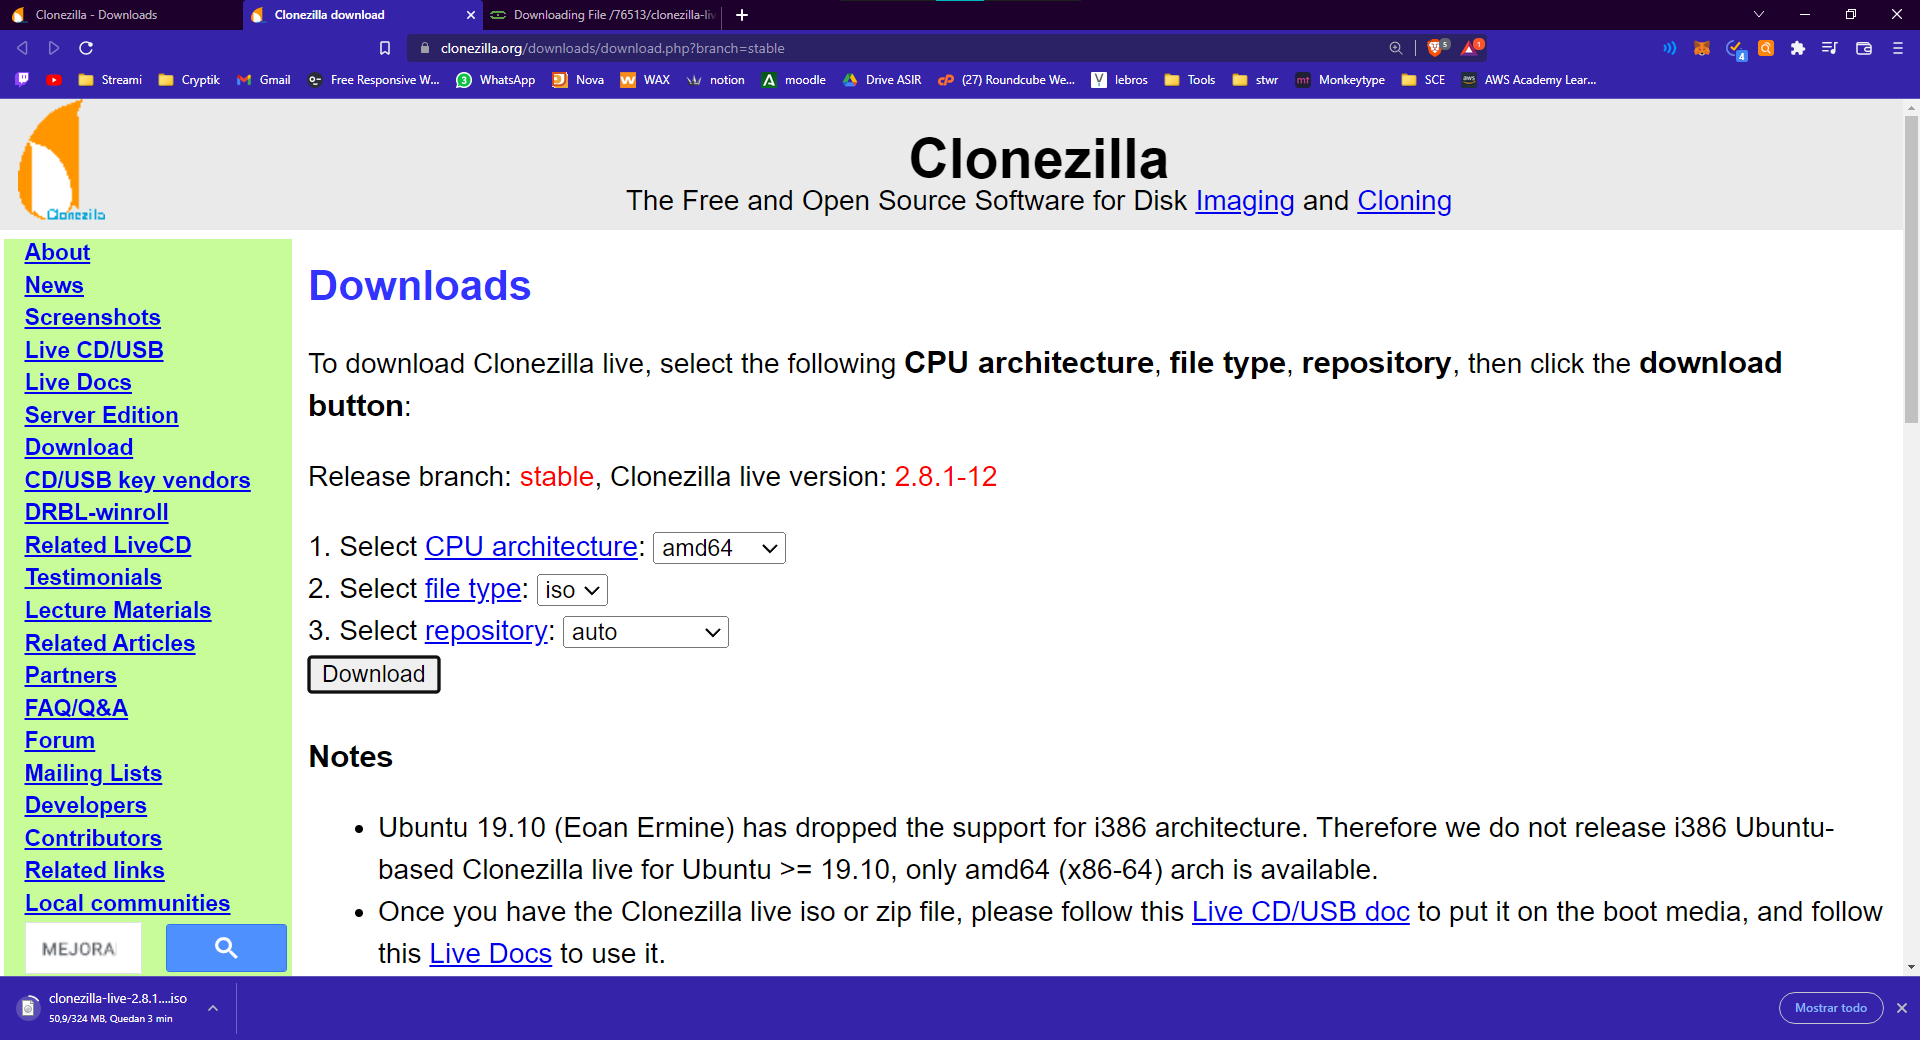 Clonezilla - Downloads
Clonezilla download
Downloading File /76513/clonezilla-liv
clonezilla.org/downloads/download.php?branch=stable
5
1
4
Streami
Cryptik
Gmail
Free Responsive W...
3
WhatsApp
Nova
WAX
notion
moodle
Drive ASIR
(27) Roundcube We...
lebros
Tools
stwr
mt
Monkeytype
SCE
aws
AWS Academy Lear...
Clonezilla
Clonezilla
The Free and Open Source Software for Disk Imaging and Cloning
About
News
Screenshots
Live CD/USB
Live Docs
Server Edition
Download
CD/USB key vendors
DRBL-winroll
Related LiveCD
Testimonials
Lecture Materials
Related Articles
Partners
FAQ/Q&A
Forum
Mailing Lists
Developers
Contributors
Related links
Local communities
MEJORA
Downloads
To download Clonezilla live, select the following CPU architecture, file type, repository, then click the download
button:
Release branch: stable, Clonezilla live version: 2.8.1-12
1. Select CPU architecture: amd64
2. Select file type: iso
3. Select repository: auto
Download
Notes
• Ubuntu 19.10 (Eoan Ermine) has dropped the support for i386 architecture. Therefore we do not release i386 Ubuntu-
based Clonezilla live for Ubuntu >= 19.10, only amd64 (x86-64) arch is available.
• Once you have the Clonezilla live iso or zip file, please follow this Live CD/USB doc to put it on the boot media, and follow
this Live Docs to use it.
clonezilla-live-2.8.1....iso
50,9/324 MB, Quedan 3 min
Mostrar todo